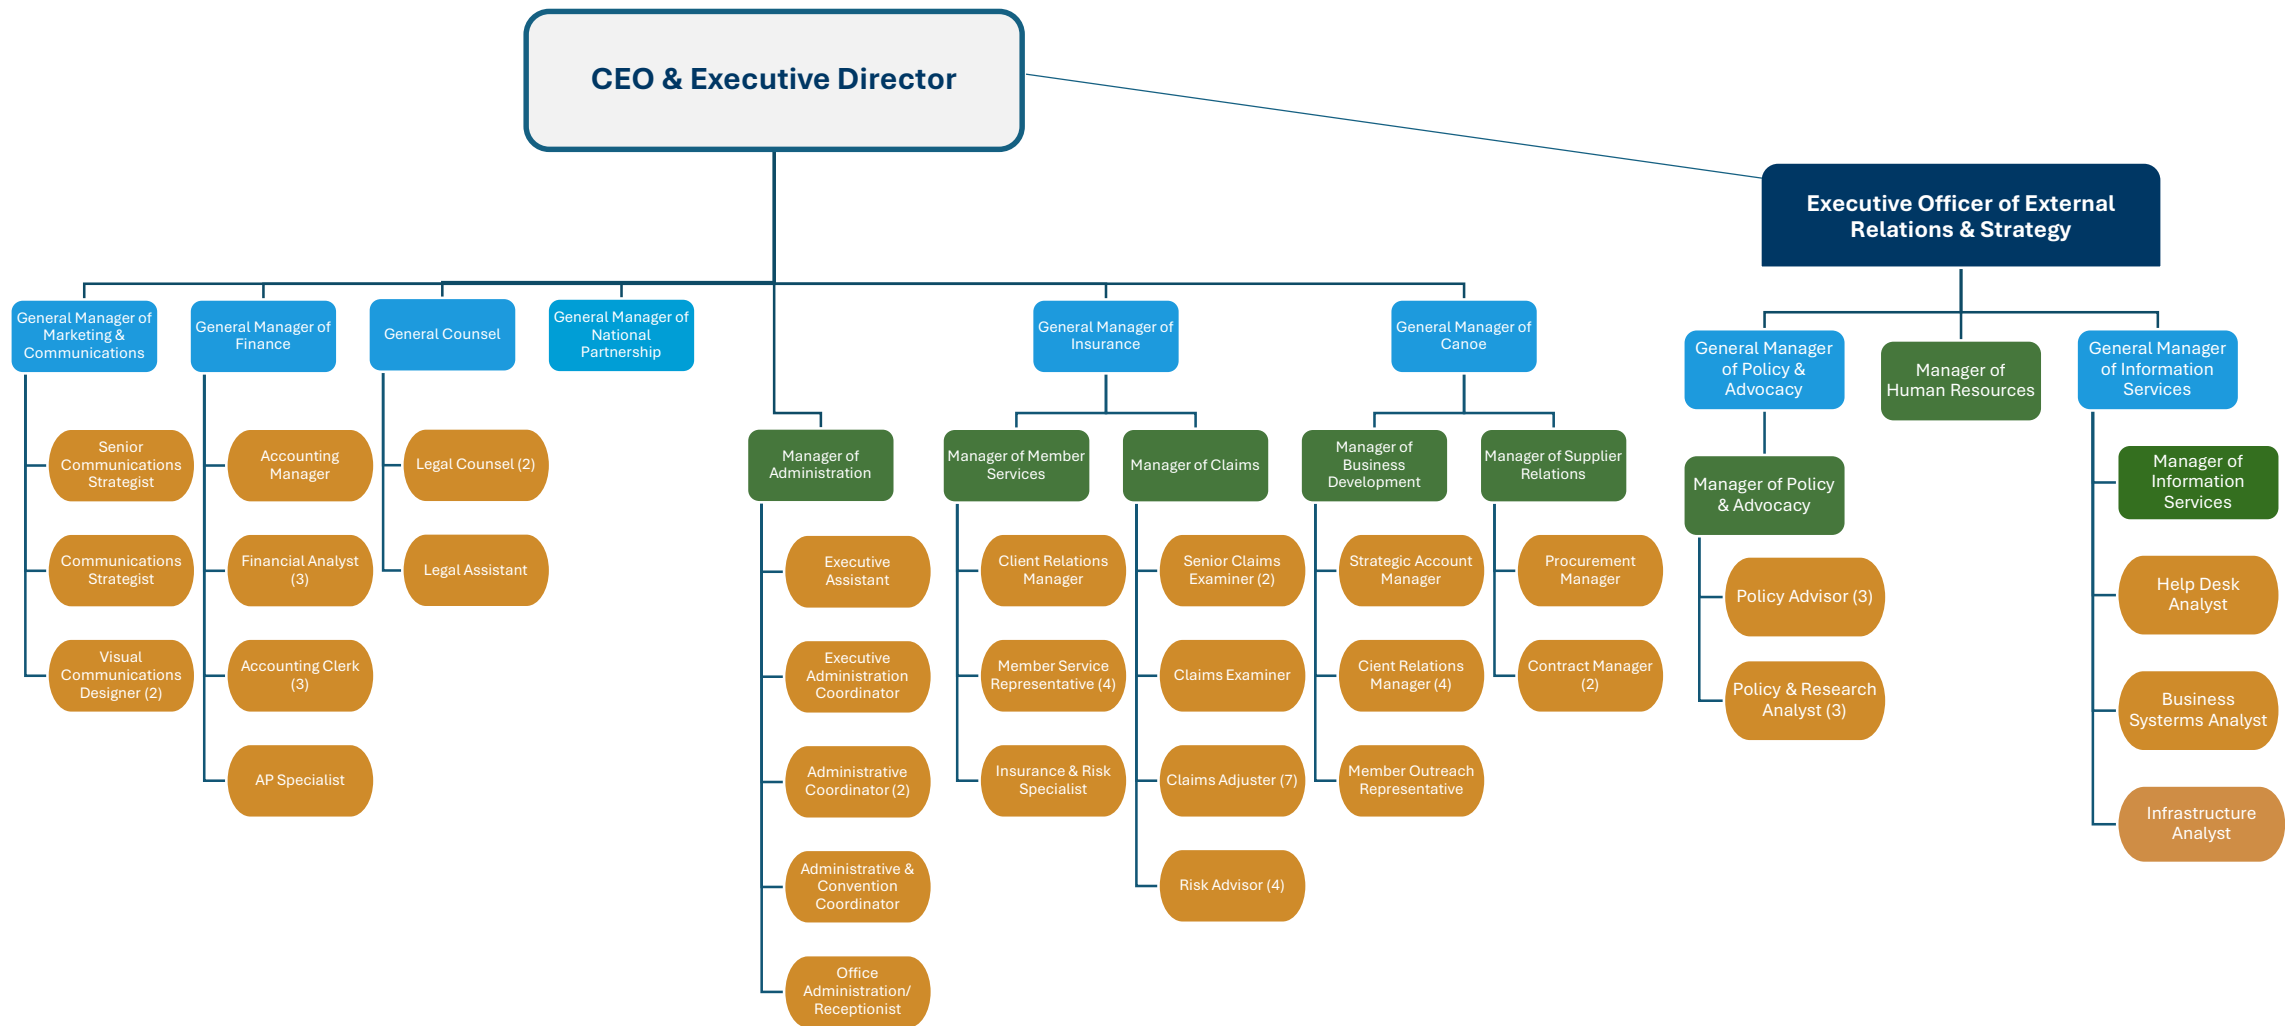 CEO & Executive Director
Executive Officer of External
Relations & Strategy
General Manager of
Marketing &
Communications
General Manager of
Finance
General Counsel
General Manager of
National
Partnership
General Manager of
Insurance
General Manager of
Canoe
General Manager
of Policy &
Advocacy
Manager of
Human Resources
General Manager
of Information
Services
Senior
Communications
Strategist
Communications
Strategist
Visual
Communications
Designer (2)
Accounting
Manager
Financial Analyst
(3)
Accounting Clerk
(3)
AP Specialist
Legal Counsel (2)
Legal Assistant
Manager of
Administration
Executive
Assistant
Executive
Administration
Coordinator
Administrative
Coordinator (2)
Administrative &
Convention
Coordinator
Office
Administration/
Receptionist
Manager of Member
Services
Client Relations
Manager
Member Service
Representative (4)
Insurance & Risk
Specialist
Manager of Claims
Senior Claims
Examiner (2)
Claims Examiner
Claims Adjuster (7)
Risk Advisor (4)
Manager of
Business
Development
Strategic Account
Manager
Cient Relations
Manager (4)
Member Outreach
Representative
Manager of Supplier
Relations
Procurement
Manager
Contract Manager
(2)
Manager of Policy
& Advocacy
Policy Advisor (3)
Policy & Research
Analyst (3)
Manager of
Information
Services
Help Desk
Analyst
Business
Systerms Analyst
Infrastructure
Analyst